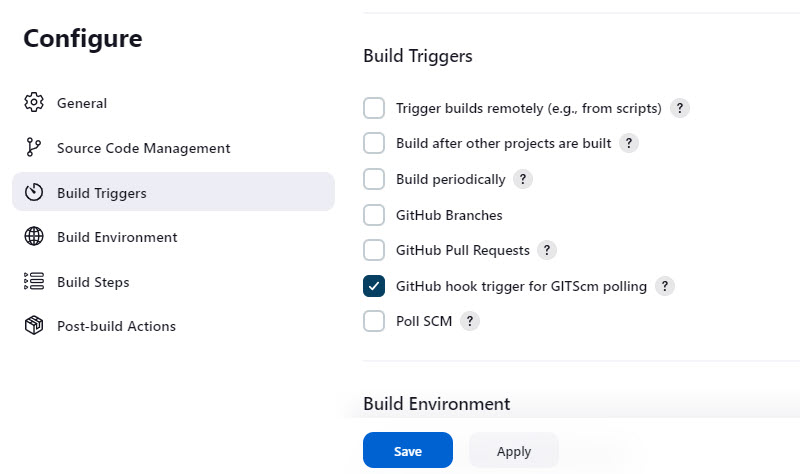 Configure
General
Source Code Management
Build Triggers
Build Environment
Build Steps
Post-build Actions
Build Triggers
Trigger builds remotely (e.g., from scripts) ?
Build after other projects are built ?
Build periodically ?
GitHub Branches
GitHub Pull Requests ?
GitHub hook trigger for GITScm polling ?
Poll SCM ?
Build Environment
Save Apply